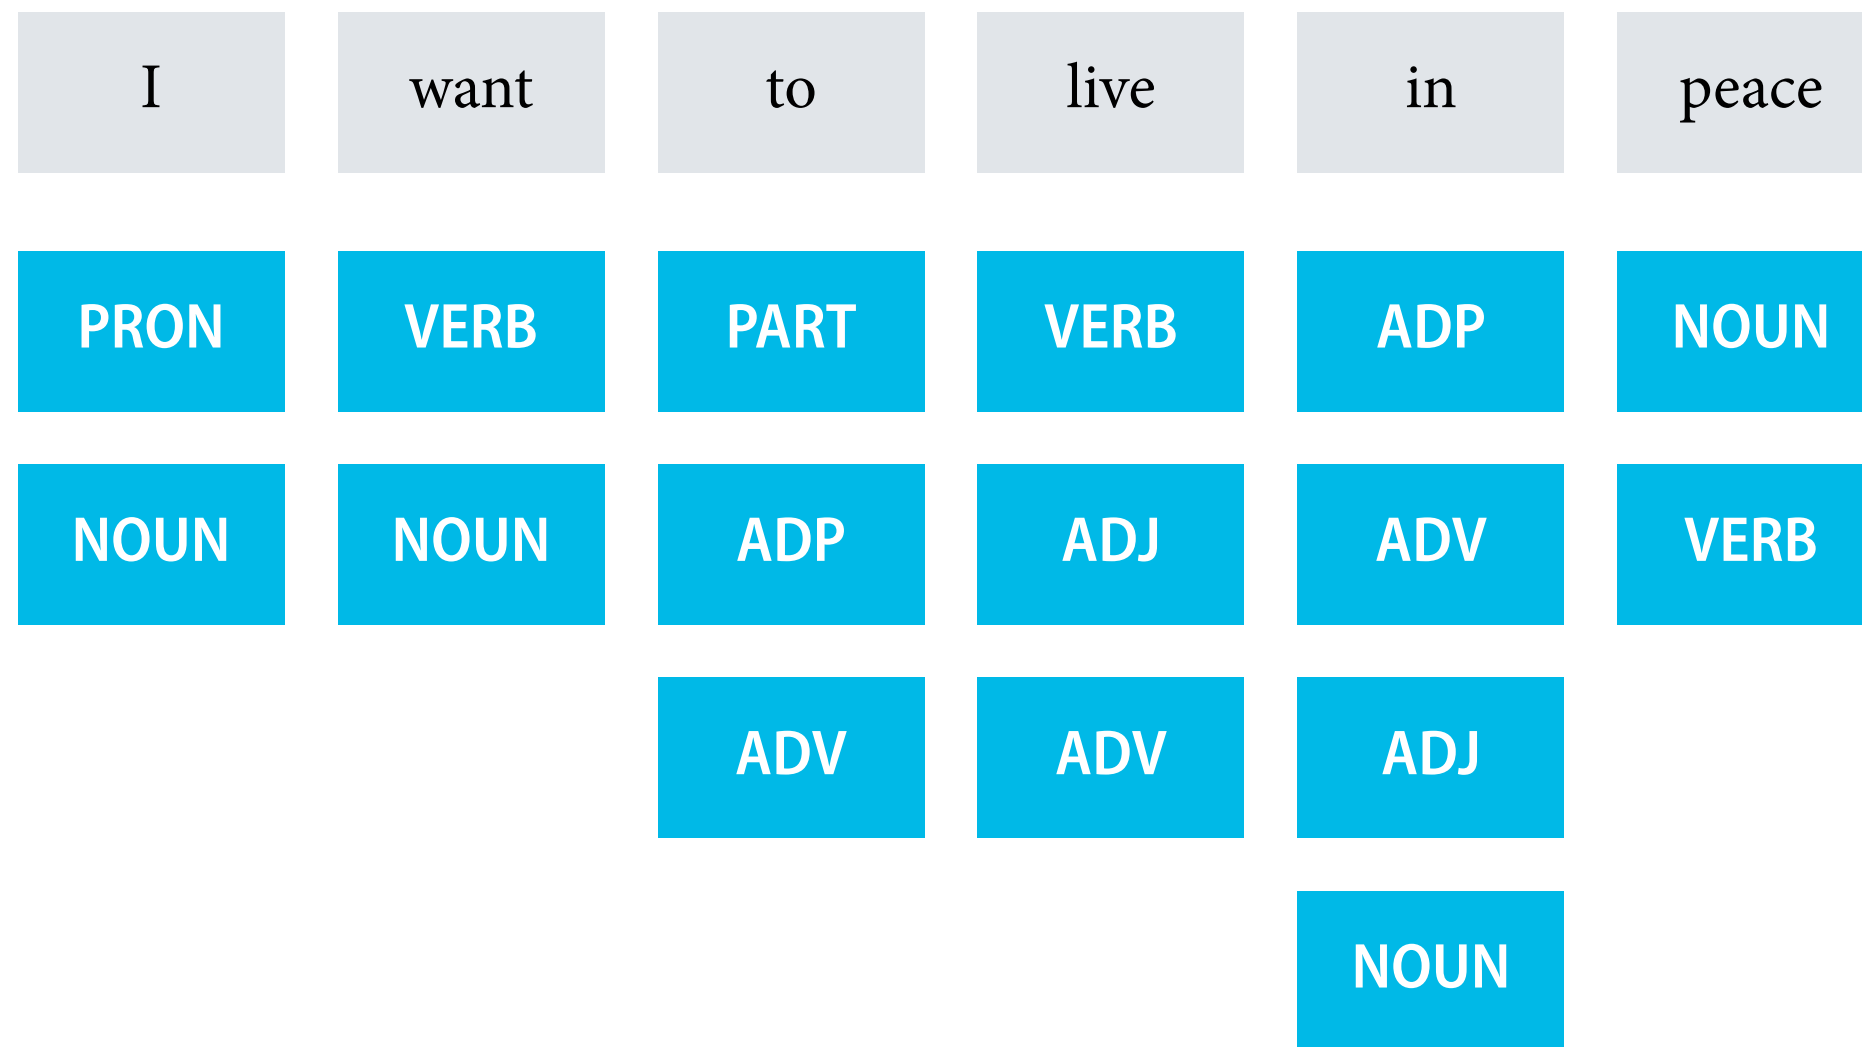 I want to live in peace
PRON VERB PART VERB ADP NOUN
NOUN NOUN ADP ADJ ADV VERB
ADV ADV ADJ
NOUN